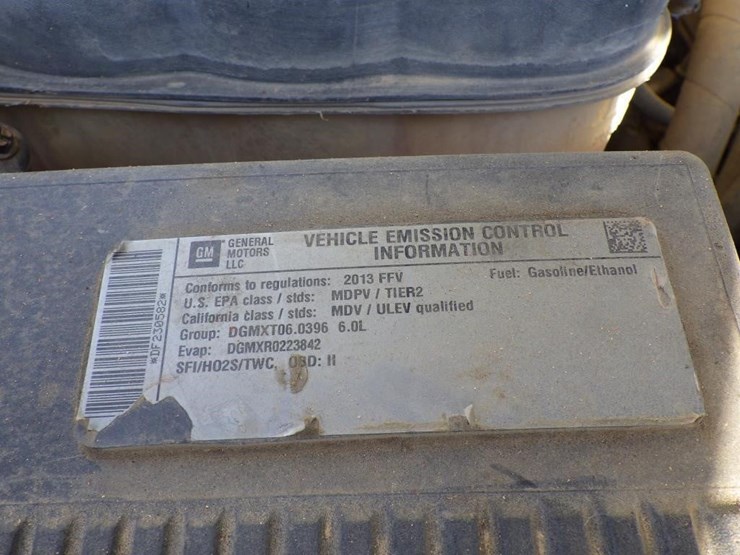 *DF230582*
GM
GENERAL
MOTORS
LLC
VEHICLE EMISSION CONTROL
INFORMATION
Conforms to regulations: 2013 FFV
Fuel: Gasoline/Ethanol
U.S. EPA class / stds: MDPV / TIER2
California class / stds: MDV / ULEV qualified
Group: DGMXT06.0396 6.0L
Evap: DGMXR0223842
SFI/HO2S/TWC, OBD: II